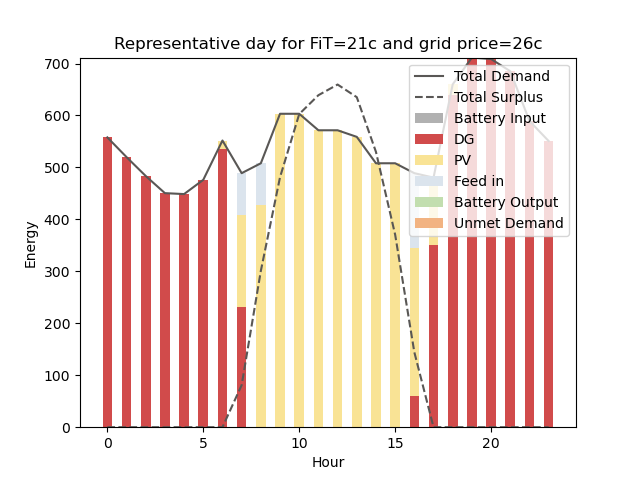 Representative day for FiT=21c and grid price=26c
700
600
500
400
300
200
100
0
Energy
0
5
10
15
20
Hour
Total Demand
Total Surplus
Battery Input
DG
PV
Feed in
Battery Output
Unmet Demand